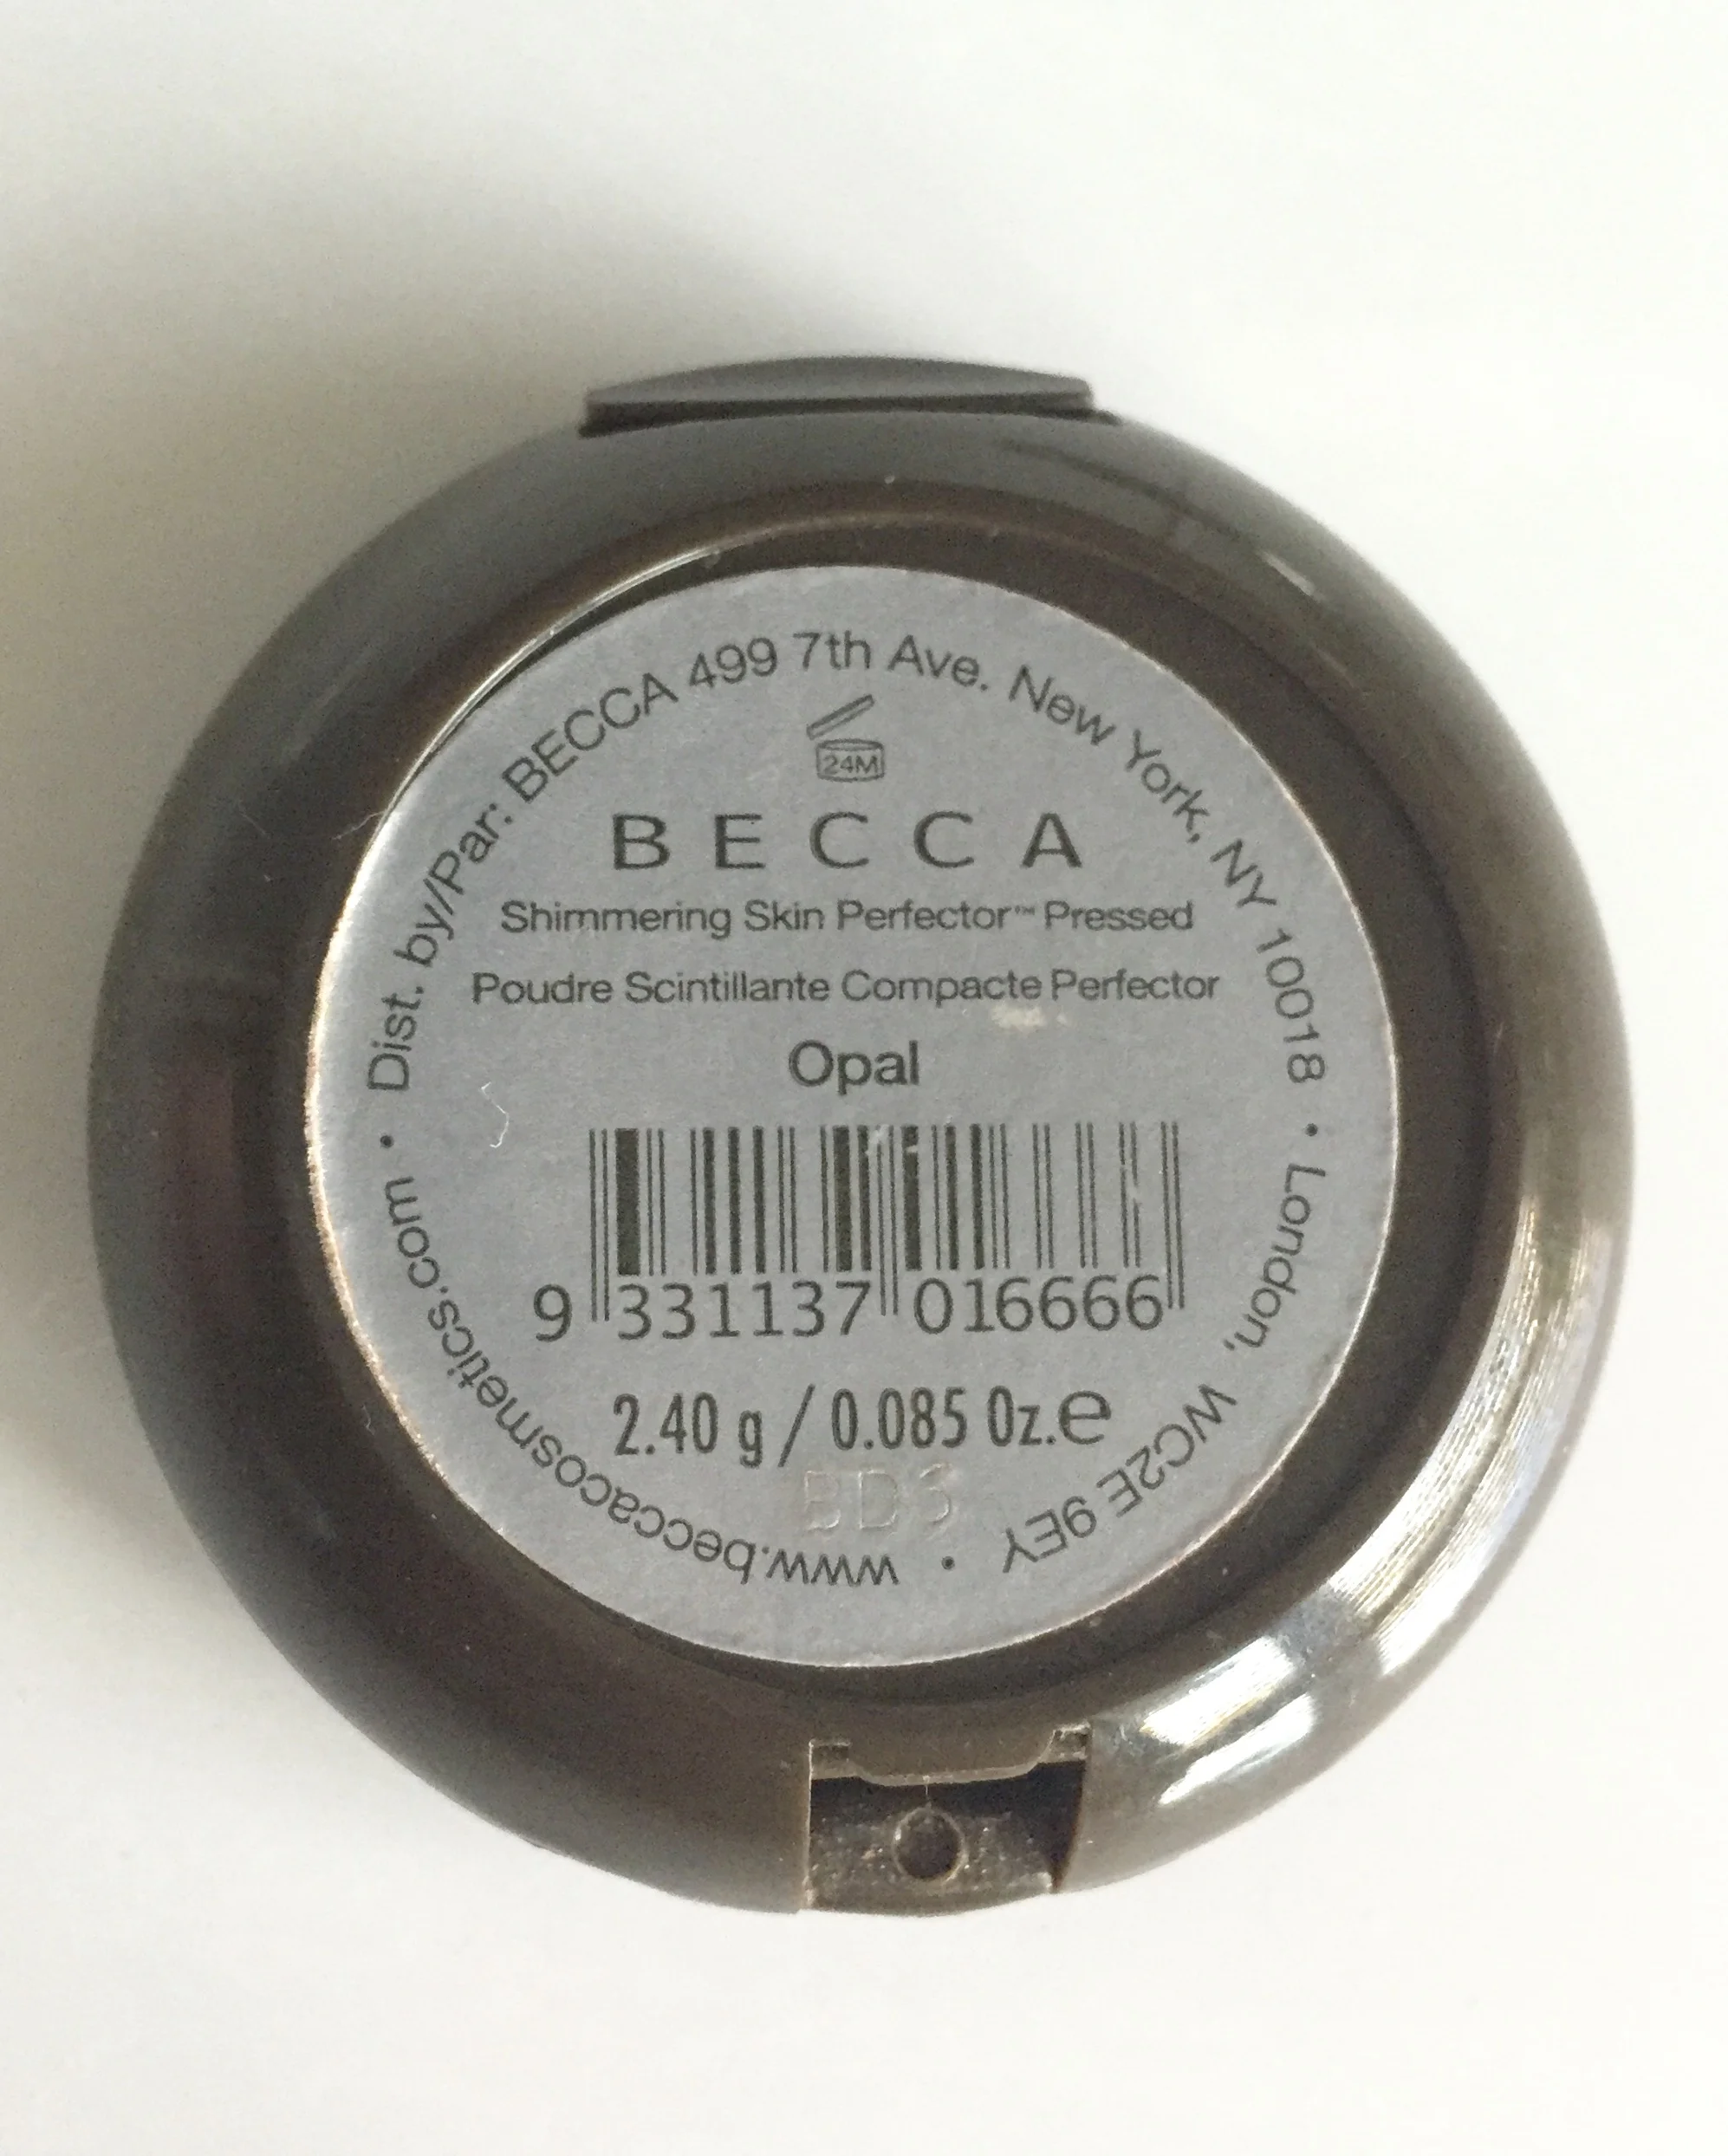 Dist. by/Par: BECCA 499 7th Ave. New York, NY 10018 • London, WC2E 9EY • www.beccacosmetics.com •
24M
BECCA
Shimmering Skin Perfector™ Pressed
Poudre Scintillante Compacte Perfector
Opal
9 331137 016666
2.40 g / 0.085 Oz.e